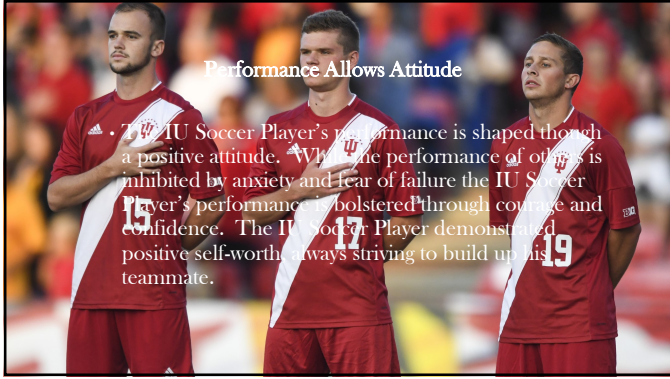 Performance Allows Attitude
• The IU Soccer Player's performance is shaped though
a positive attitude. While the performance of others is
inhibited by anxiety and fear of failure the IU Soccer
Player's performance is bolstered through courage and
confidence. The IU Soccer Player demonstrated
positive self-worth, always striving to build up his
teammate.
adidas
15
17
19
B1G